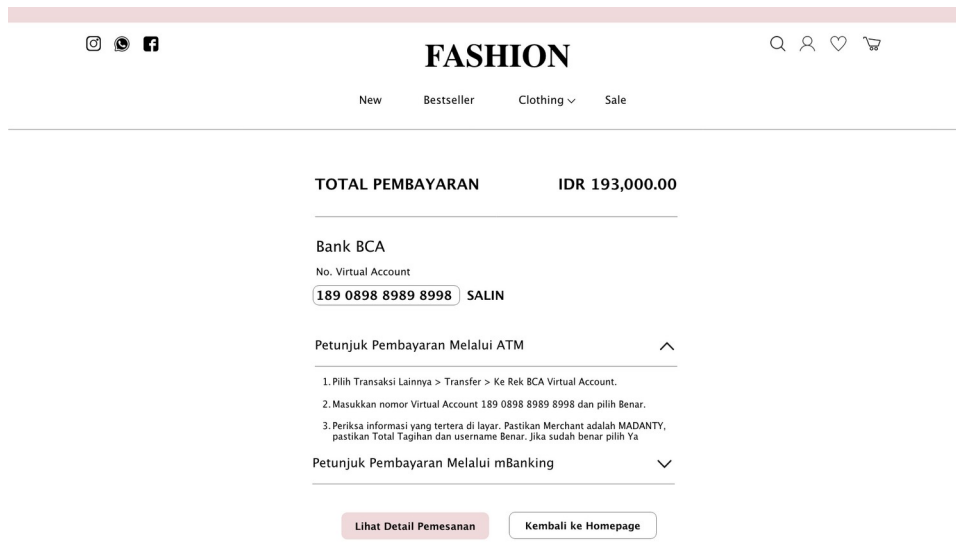 FASHION
New Bestseller Clothing Sale
TOTAL PEMBAYARAN IDR 193,000.00
Bank BCA
No. Virtual Account
189 0898 8989 8998 SALIN
Petunjuk Pembayaran Melalui ATM
1. Pilih Transaksi Lainnya > Transfer > Ke Rek BCA Virtual Account.
2. Masukkan nomor Virtual Account 189 0898 8989 8998 dan pilih Benar.
3. Periksa informasi yang tertera di layar. Pastikan Merchant adalah MADANTY,
pastikan Total Tagihan dan username Benar. Jika sudah benar pilih Ya
Petunjuk Pembayaran Melalui mBanking
Lihat Detail Pemesanan Kembali ke Homepage